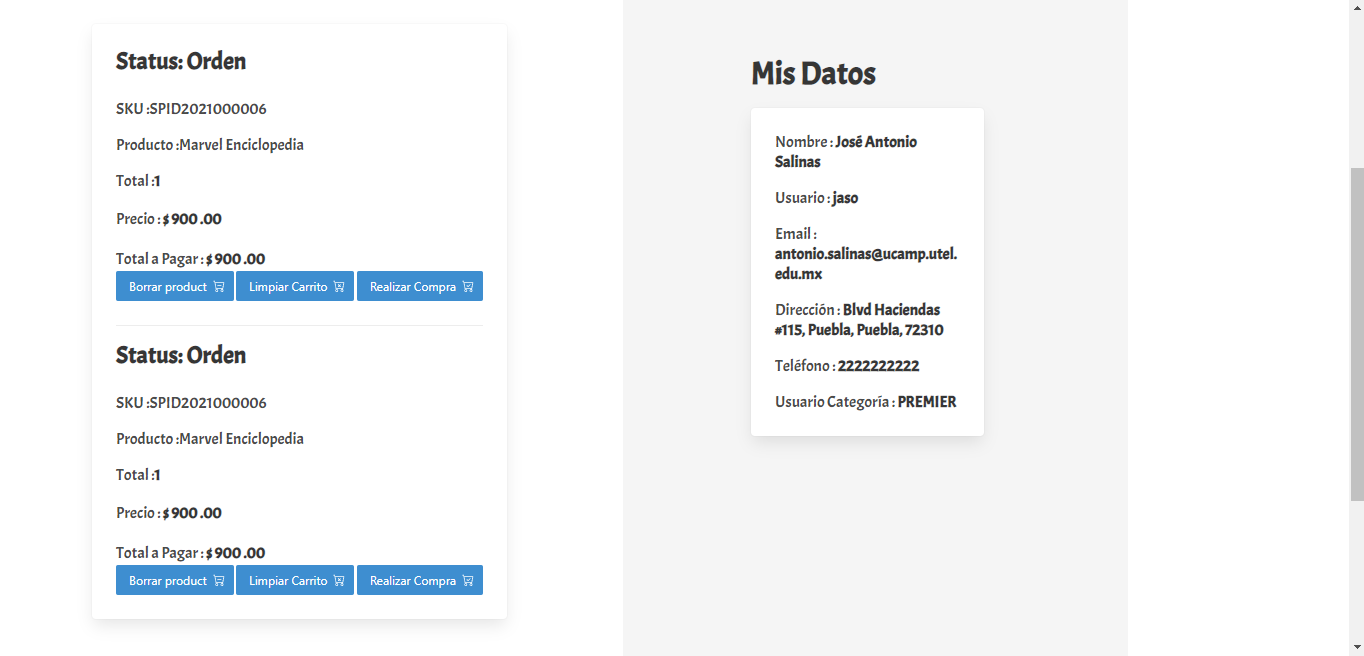 Status: Orden
SKU :SPID2021000006
Producto :Marvel Enciclopedia
Total :1
Precio : $ 900 .00
Total a Pagar : $ 900 .00
Borrar product Limpiar Carrito Realizar Compra
Status: Orden
SKU :SPID2021000006
Producto :Marvel Enciclopedia
Total :1
Precio : $ 900 .00
Total a Pagar : $ 900 .00
Borrar product Limpiar Carrito Realizar Compra
Mis Datos
Nombre : José Antonio
Salinas
Usuario : jaso
Email :
antonio.salinas@ucamp.utel.
edu.mx
Dirección : Blvd Haciendas
#115, Puebla, Puebla, 72310
Teléfono : 2222222222
Usuario Categoría : PREMIER